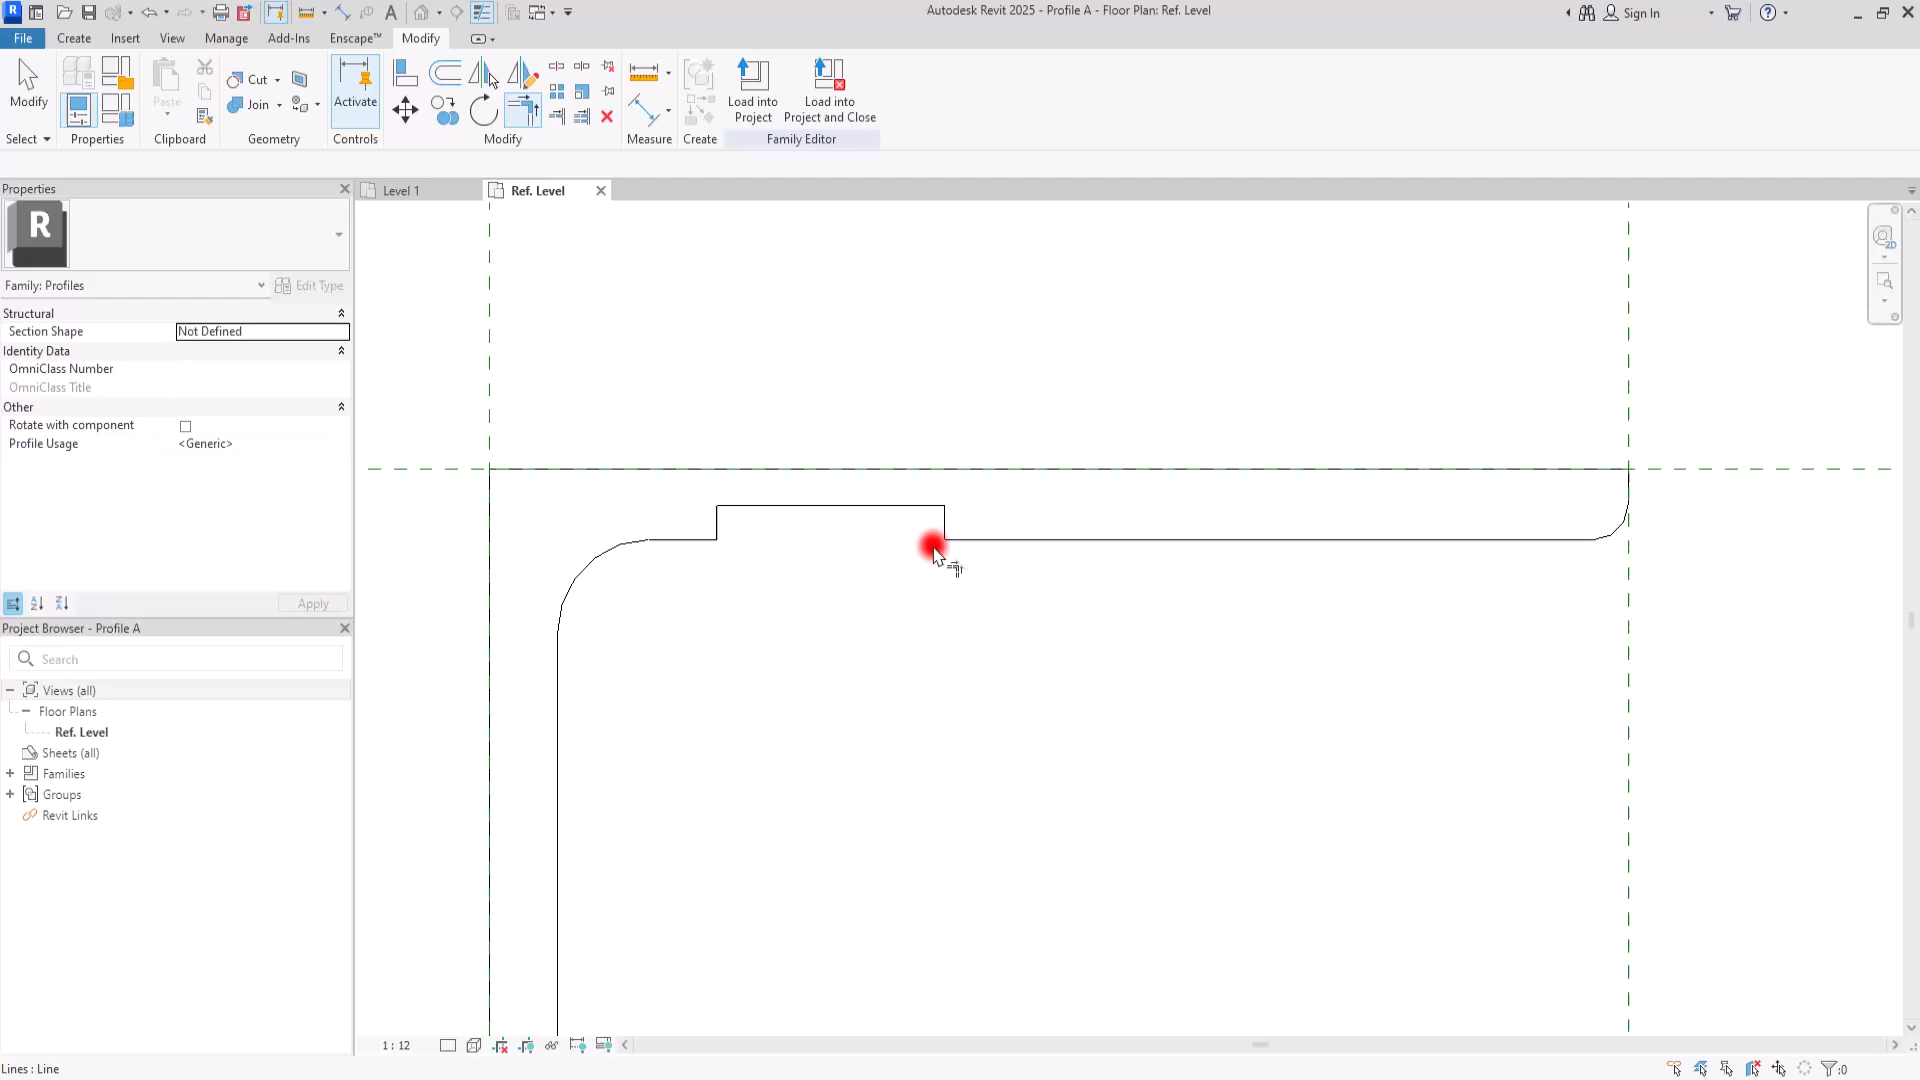 Autodesk Revit 2025 - Profile A - Floor Plan: Ref. Level
Sign In
File Create Insert View Manage Add-Ins Enscape™ Modify
Modify
Paste
Cut
Join
Activate
Load into
Project
Load into
Project and Close
Select Properties Clipboard Geometry Controls Modify Measure Create Family Editor
Properties
Level 1
Ref. Level
R
Family: Profiles
Edit Type
Structural
Section Shape Not Defined
Identity Data
OmniClass Number
OmniClass Title
Other
Rotate with component
Profile Usage <Generic>
Apply
Project Browser - Profile A
Search
Views (all)
Floor Plans
Ref. Level
Sheets (all)
Families
Groups
Revit Links
2D
1 : 12
Lines : Line
:0